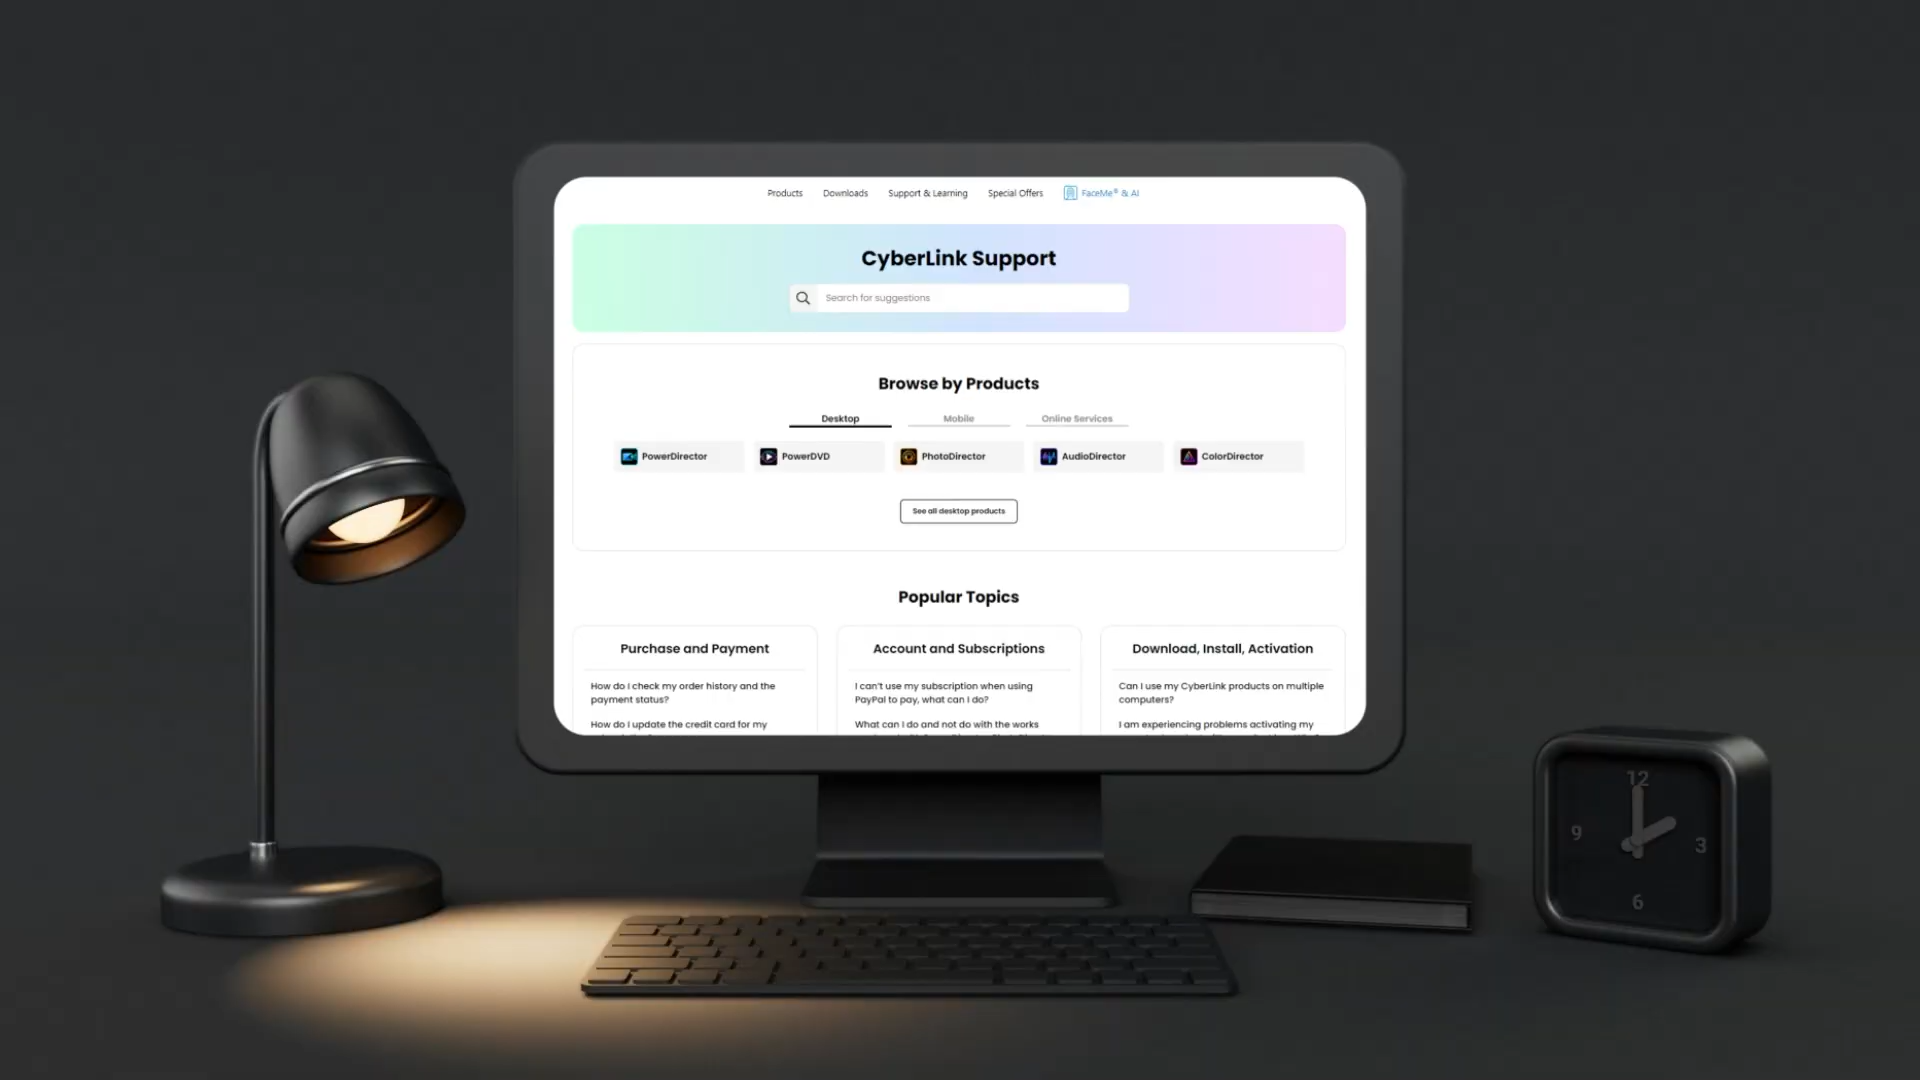 Products Downloads Support & Learning Special Offers FaceMe® & AI
CyberLink Support
Search for suggestions
Browse by Products
Desktop Mobile Online Services
PowerDirector PowerDVD PhotoDirector AudioDirector ColorDirector
See all desktop products
Popular Topics
Purchase and Payment
How do I check my order history and the
payment status?
How do I update the credit card for my
Account and Subscriptions
I can't use my subscription when using
PayPal to pay, what can I do?
What can I do and not do with the works
Download, Install, Activation
Can I use my CyberLink products on multiple
computers?
I am experiencing problems activating my
12
9
3
6